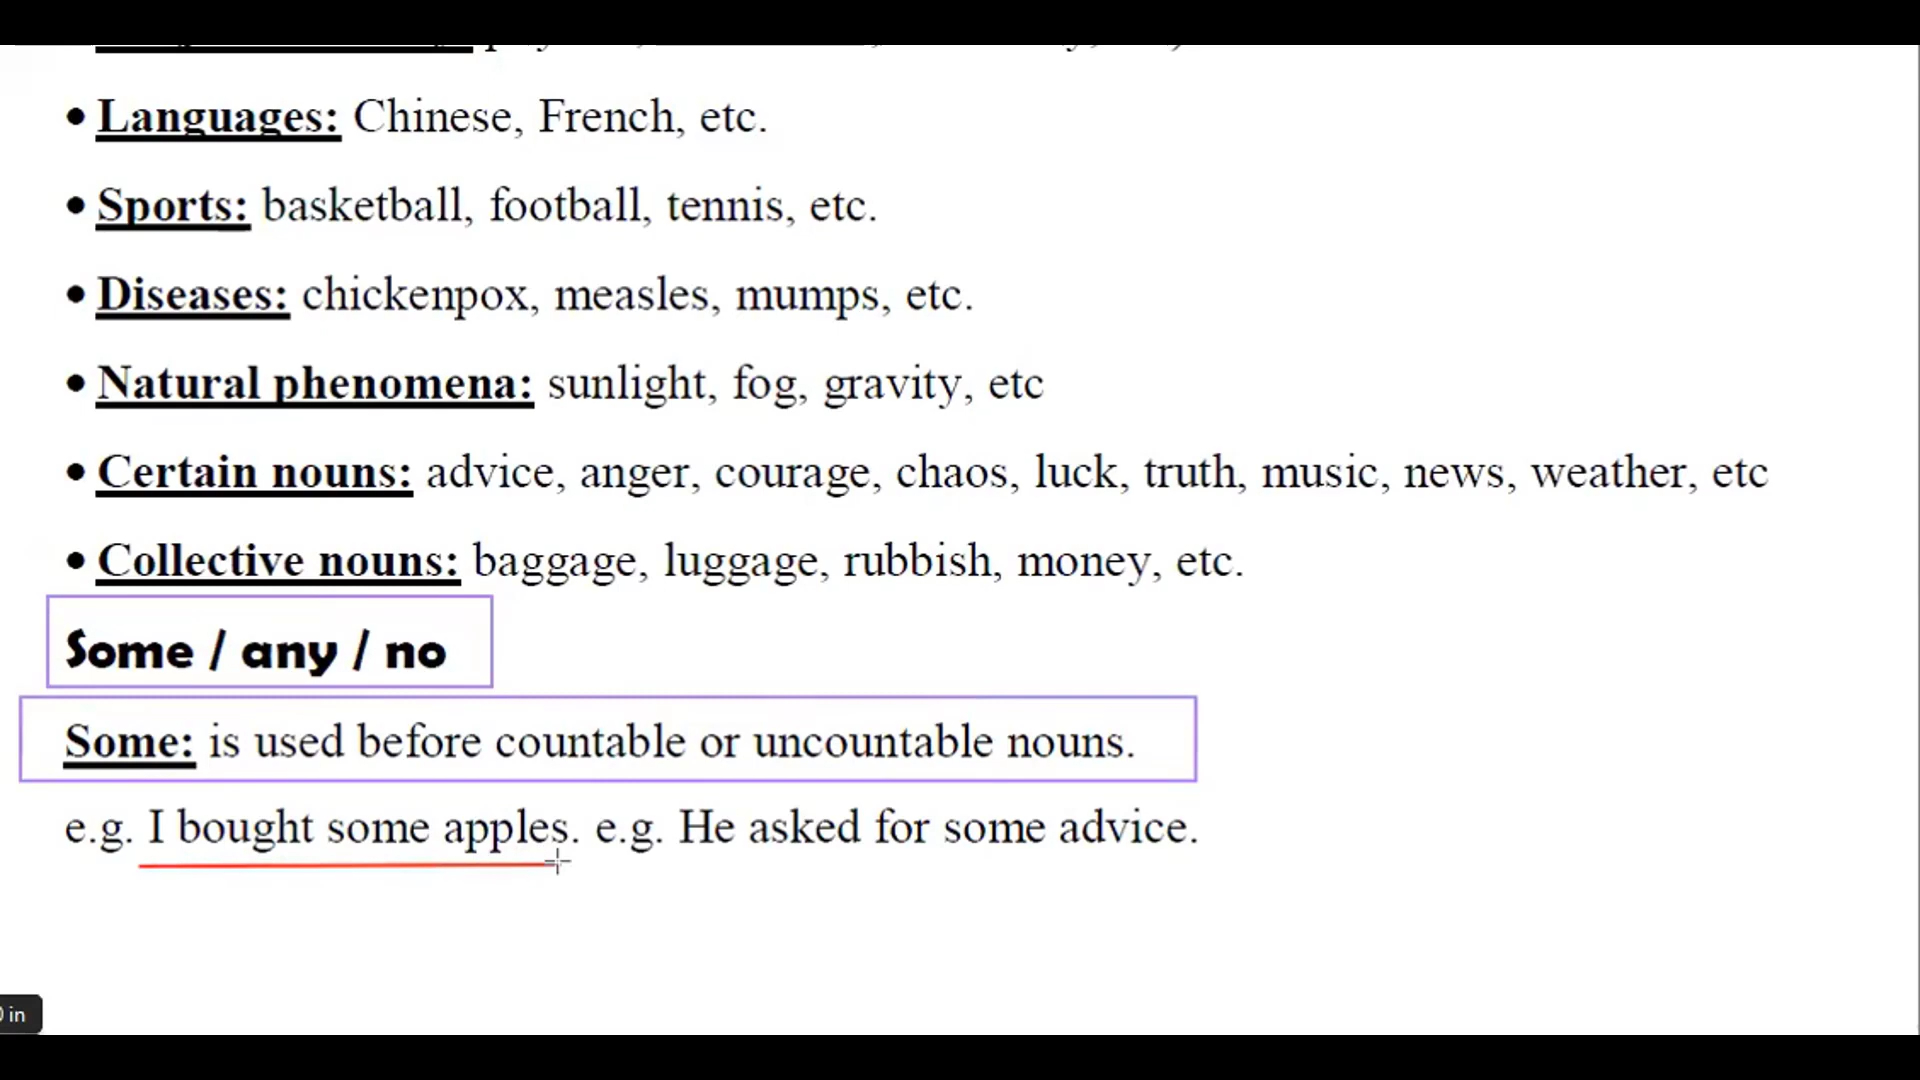 • Languages: Chinese, French, etc.
• Sports: basketball, football, tennis, etc.
• Diseases: chickenpox, measles, mumps, etc.
• Natural phenomena: sunlight, fog, gravity, etc
• Certain nouns: advice, anger, courage, chaos, luck, truth, music, news, weather, etc
• Collective nouns: baggage, luggage, rubbish, money, etc.
Some / any / no
Some: is used before countable or uncountable nouns.
e.g. I bought some apples. e.g. He asked for some advice.
in